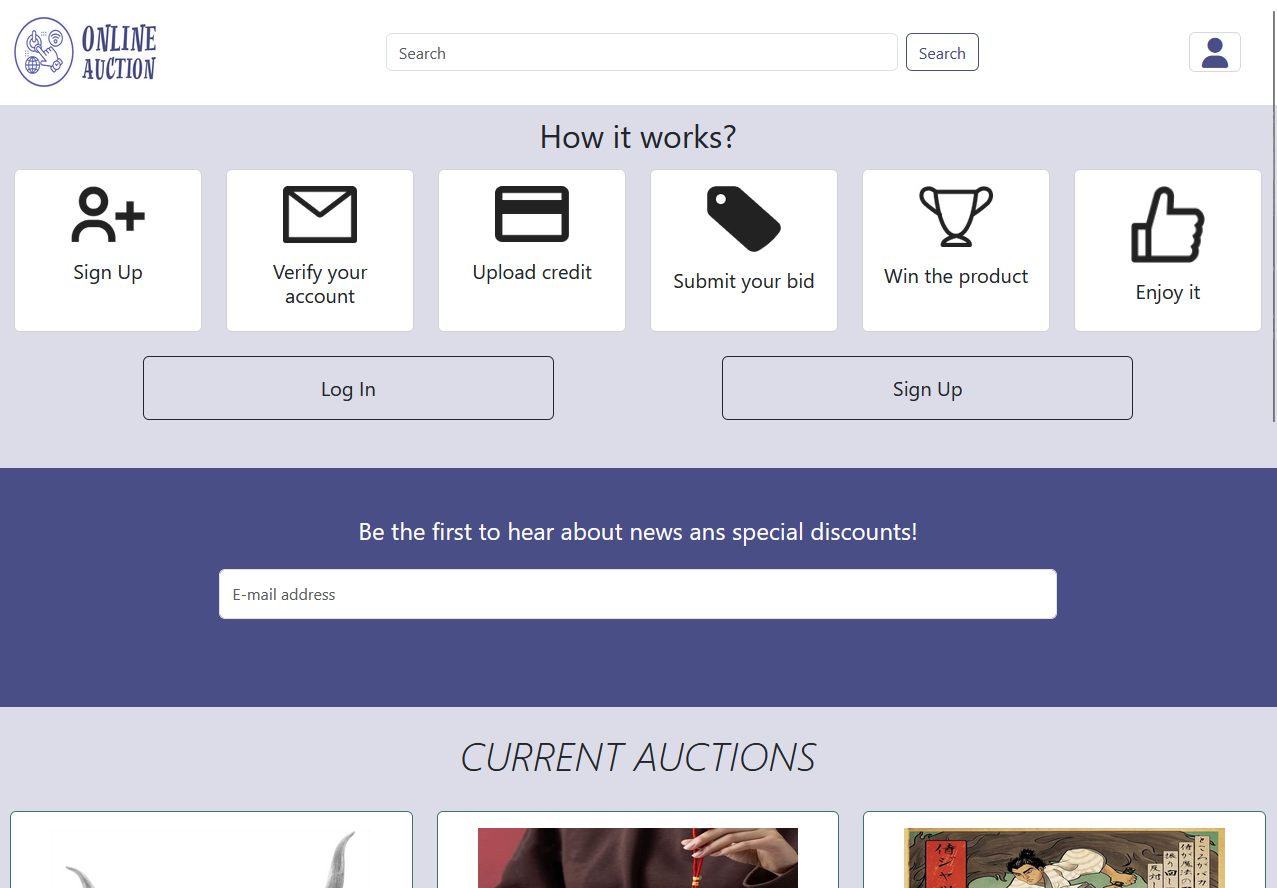 ONLINE
AUCTION
Search
Search
How it works?
Sign Up
Verify your
account
Upload credit
Submit your bid
Win the product
Enjoy it
Log In
Sign Up
Be the first to hear about news ans special discounts!
E-mail address
CURRENT AUCTIONS